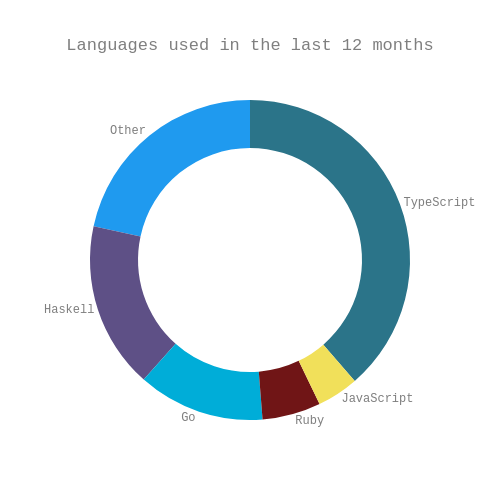 Languages used in the last 12 months
Other
TypeScript
Haskell
JavaScript
Go
Ruby